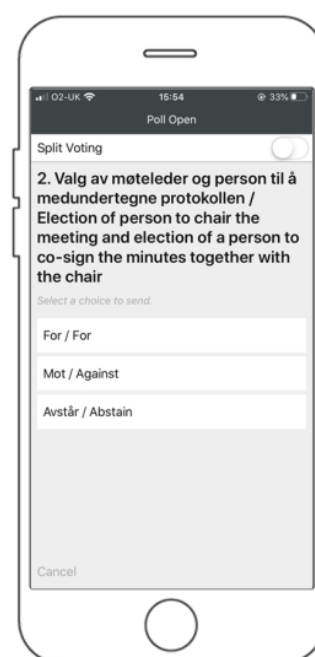 O2-UK 15:54 33%
Poll Open
Split Voting
2. Valg av møteleder og person til å
medundertegne protokollen /
Election of person to chair the
meeting and election of a person to
co-sign the minutes together with
the chair
Select a choice to send.
For / For
Mot / Against
Avstår / Abstain
Cancel